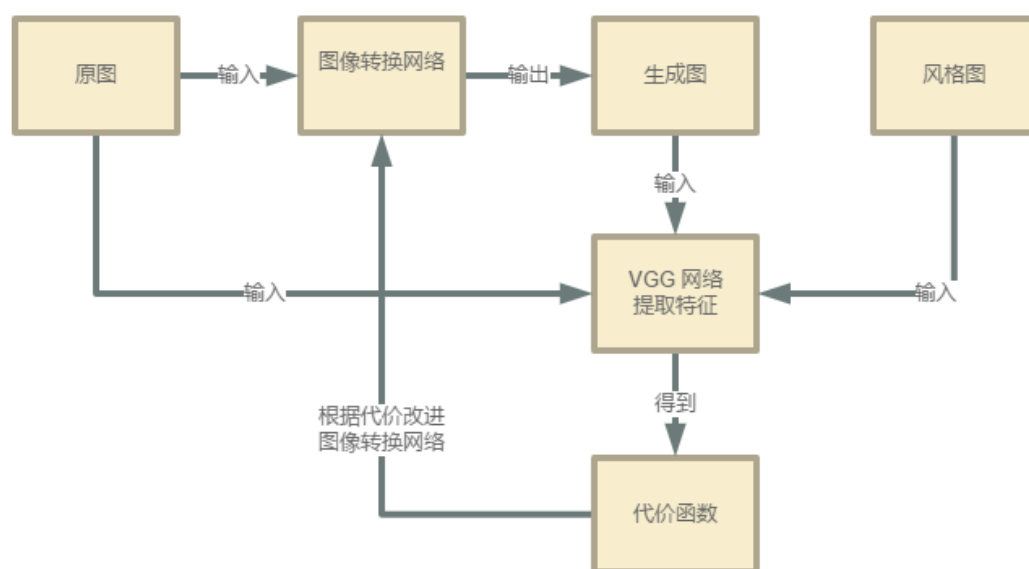 原图
输入
图像转换网络
输出
生成图
风格图
输入
VGG 网络
提取特征
输入
输入
得到
根据代价改进
图像转换网络
代价函数